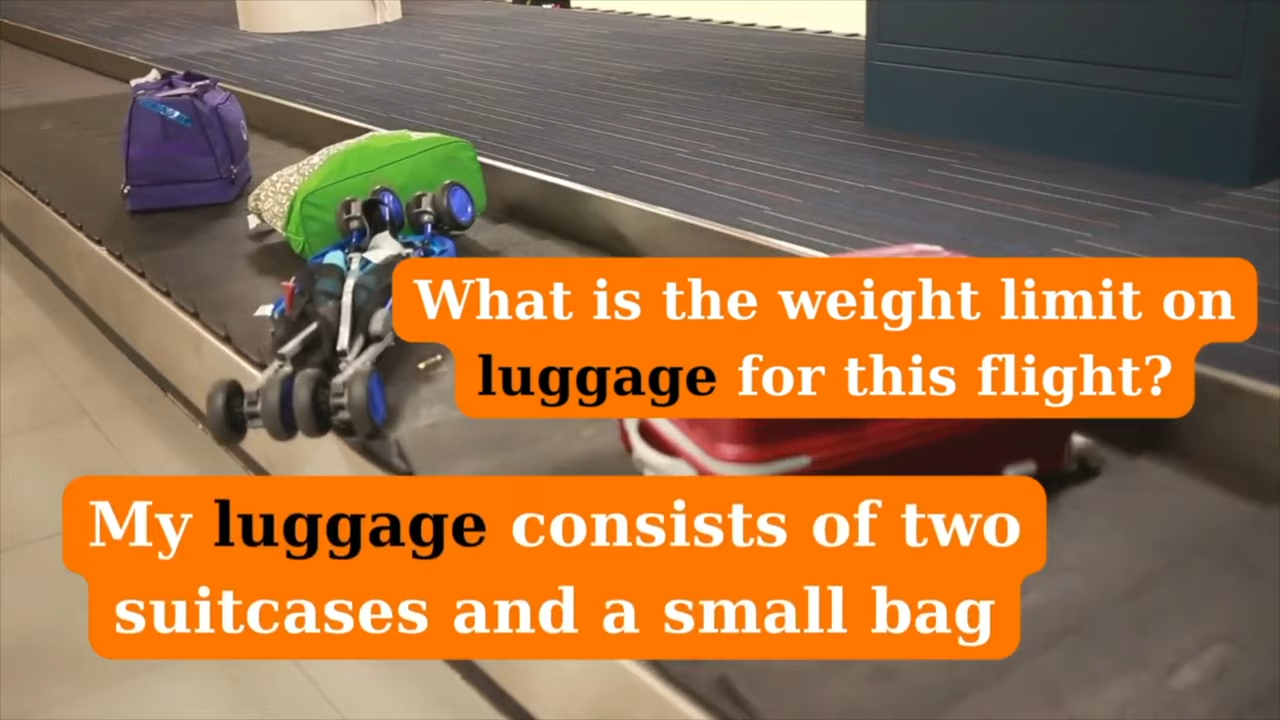 What is the weight limit on
luggage for this flight?
My luggage consists of two
suitcases and a small bag